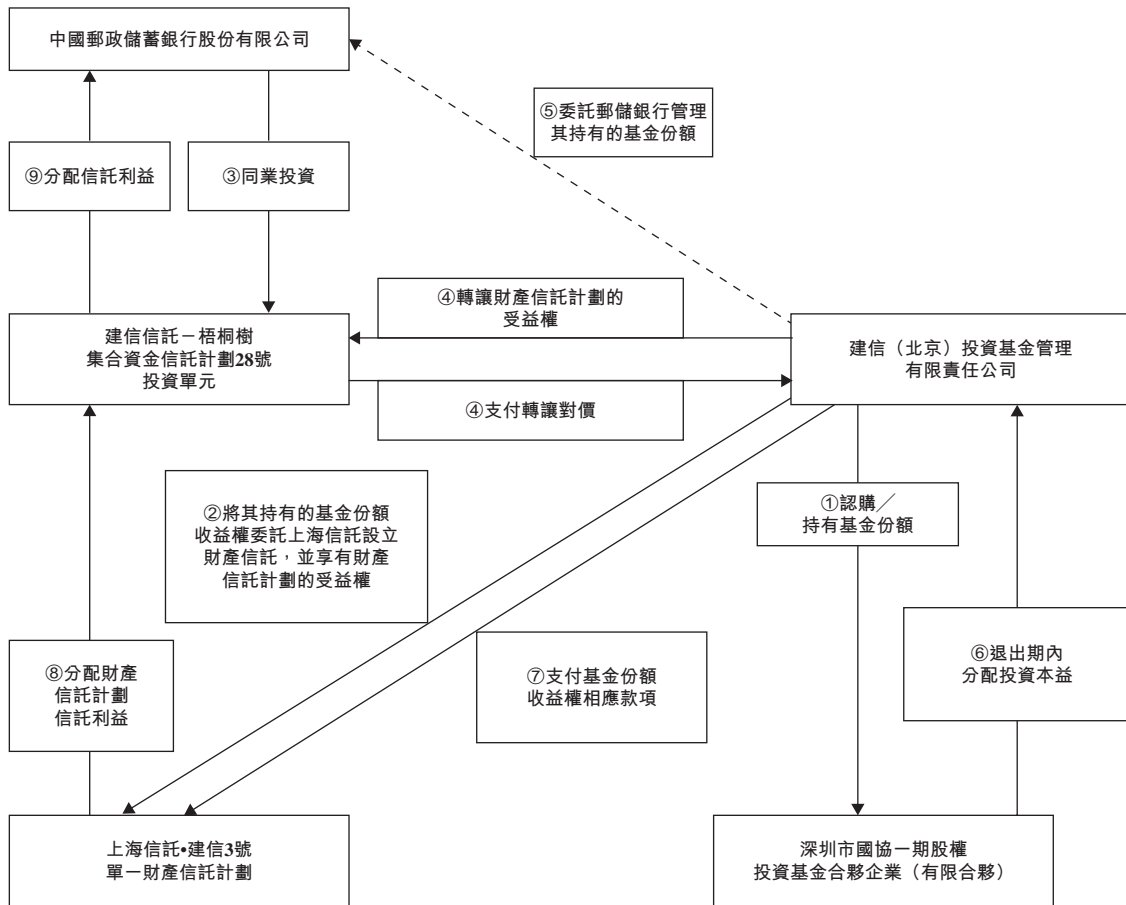 中國郵政儲蓄銀行股份有限公司
⑤委託郵儲銀行管理
其持有的基金份額
⑨分配信託利益
③同業投資
④轉讓財產信託計劃的
受益權
建信信託－梧桐樹
集合資金信託計劃28號
投資單元
建信（北京）投資基金管理
有限責任公司
④支付轉讓對價
②將其持有的基金份額
收益權委託上海信託設立
財產信託，並享有財產
信託計劃的受益權
①認購╱
持有基金份額
⑧分配財產
信託計劃
信託利益
⑦支付基金份額
收益權相應款項
⑥退出期內
分配投資本益
上海信託•建信3號
單一財產信託計劃
深圳市國協一期股權
投資基金合夥企業（有限合夥）